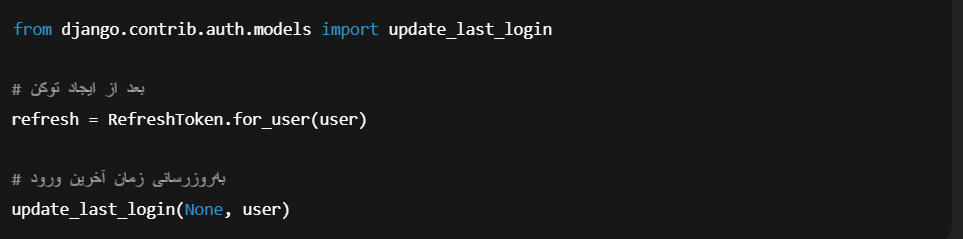 from django.contrib.auth.models import update_last_login
# بعد از ایجاد توکن
refresh = RefreshToken.for_user(user)
# به‌روزرسانی زمان آخرین ورود
update_last_login(None, user)